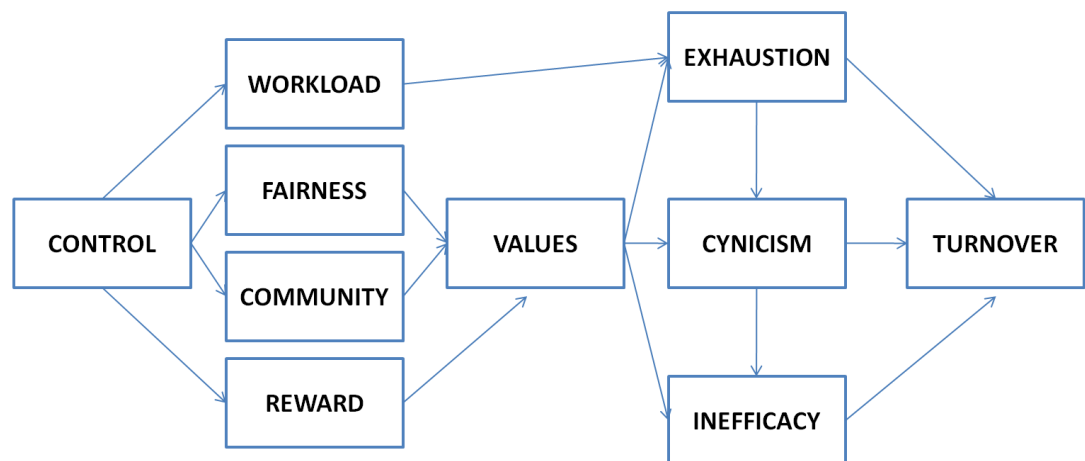 EXHAUSTION
WORKLOAD
FAIRNESS
CONTROL
VALUES
CYNICISM
TURNOVER
COMMUNITY
REWARD
INEFFICACY